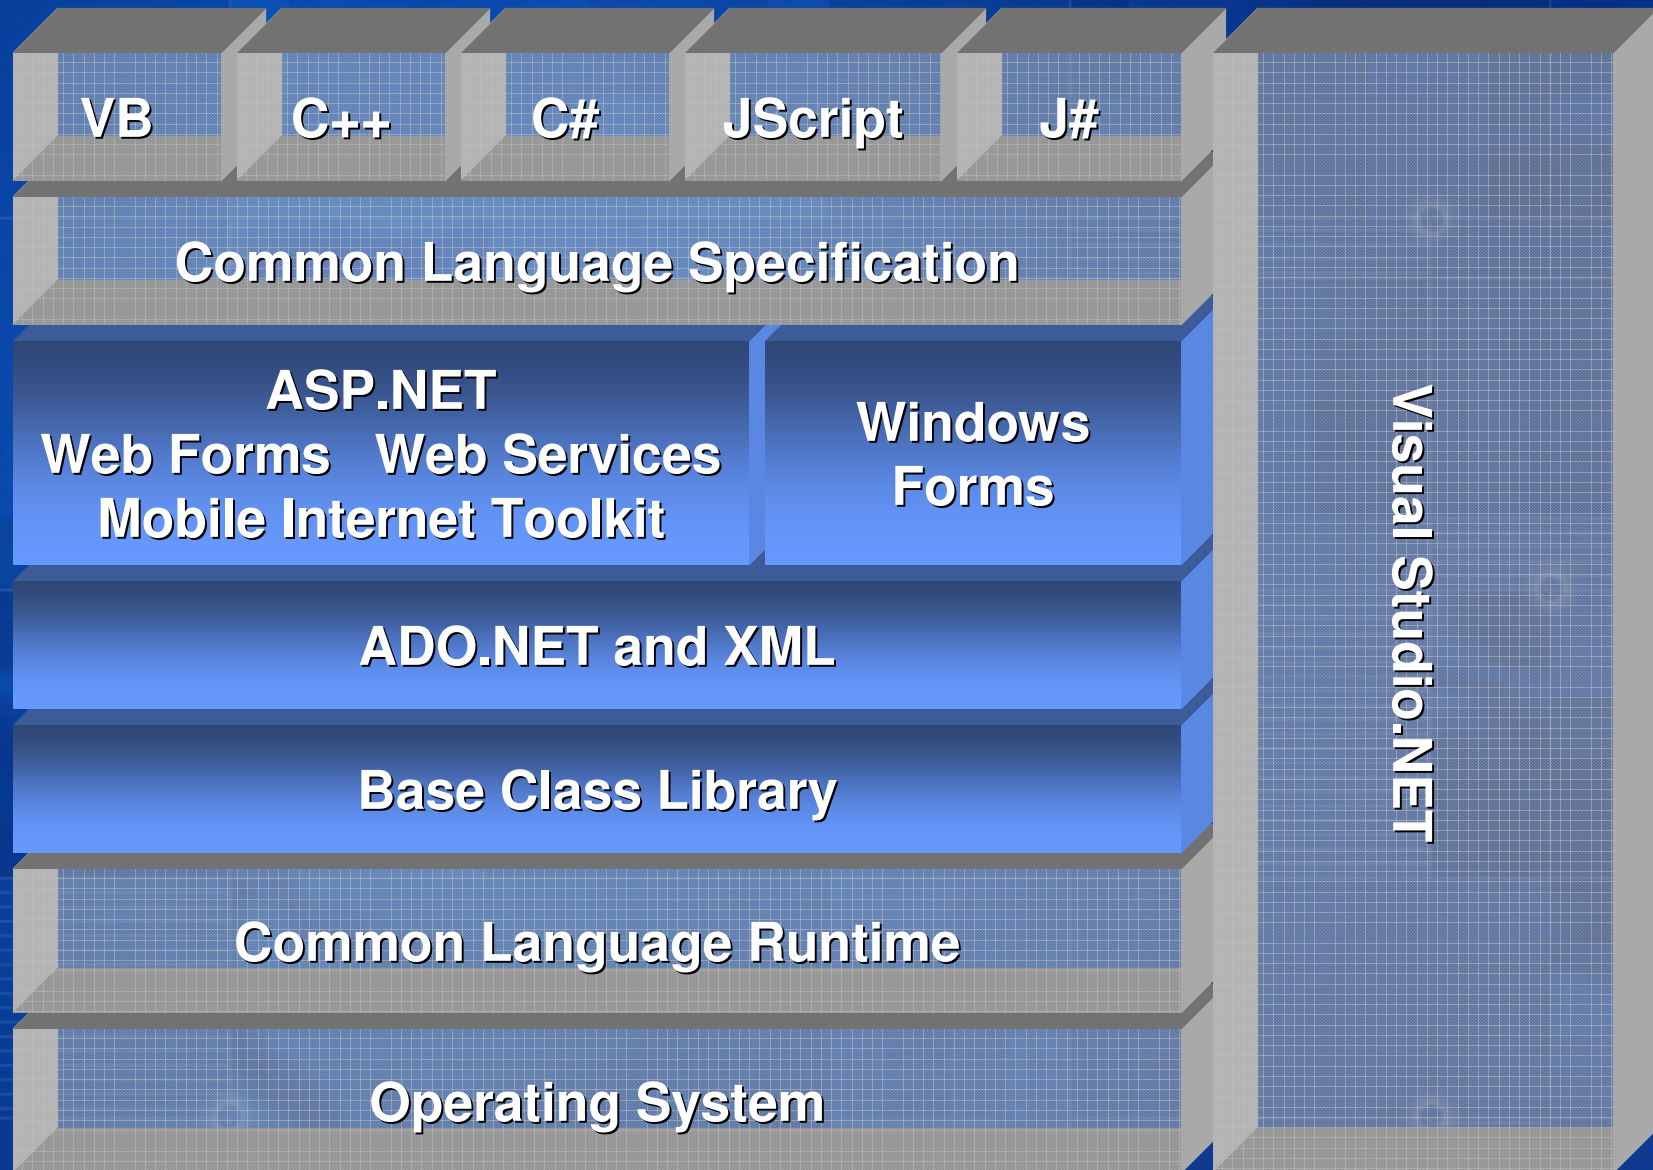 VB
C++
C#
JScript
J#
Common Language Specification
ASP.NET
Web Forms Web Services
Mobile Internet Toolkit
Windows
Forms
ADO.NET and XML
Base Class Library
Common Language Runtime
Operating System
Visual Studio.NET